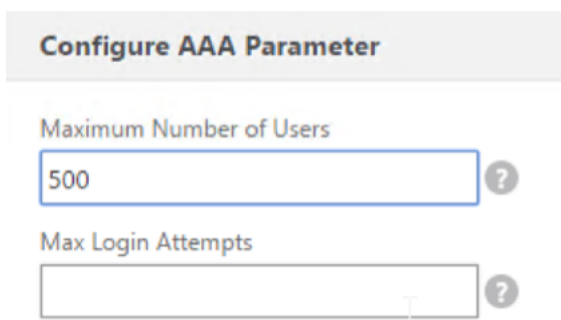 Configure AAA Parameter
Maximum Number of Users
500
?
Max Login Attempts
?